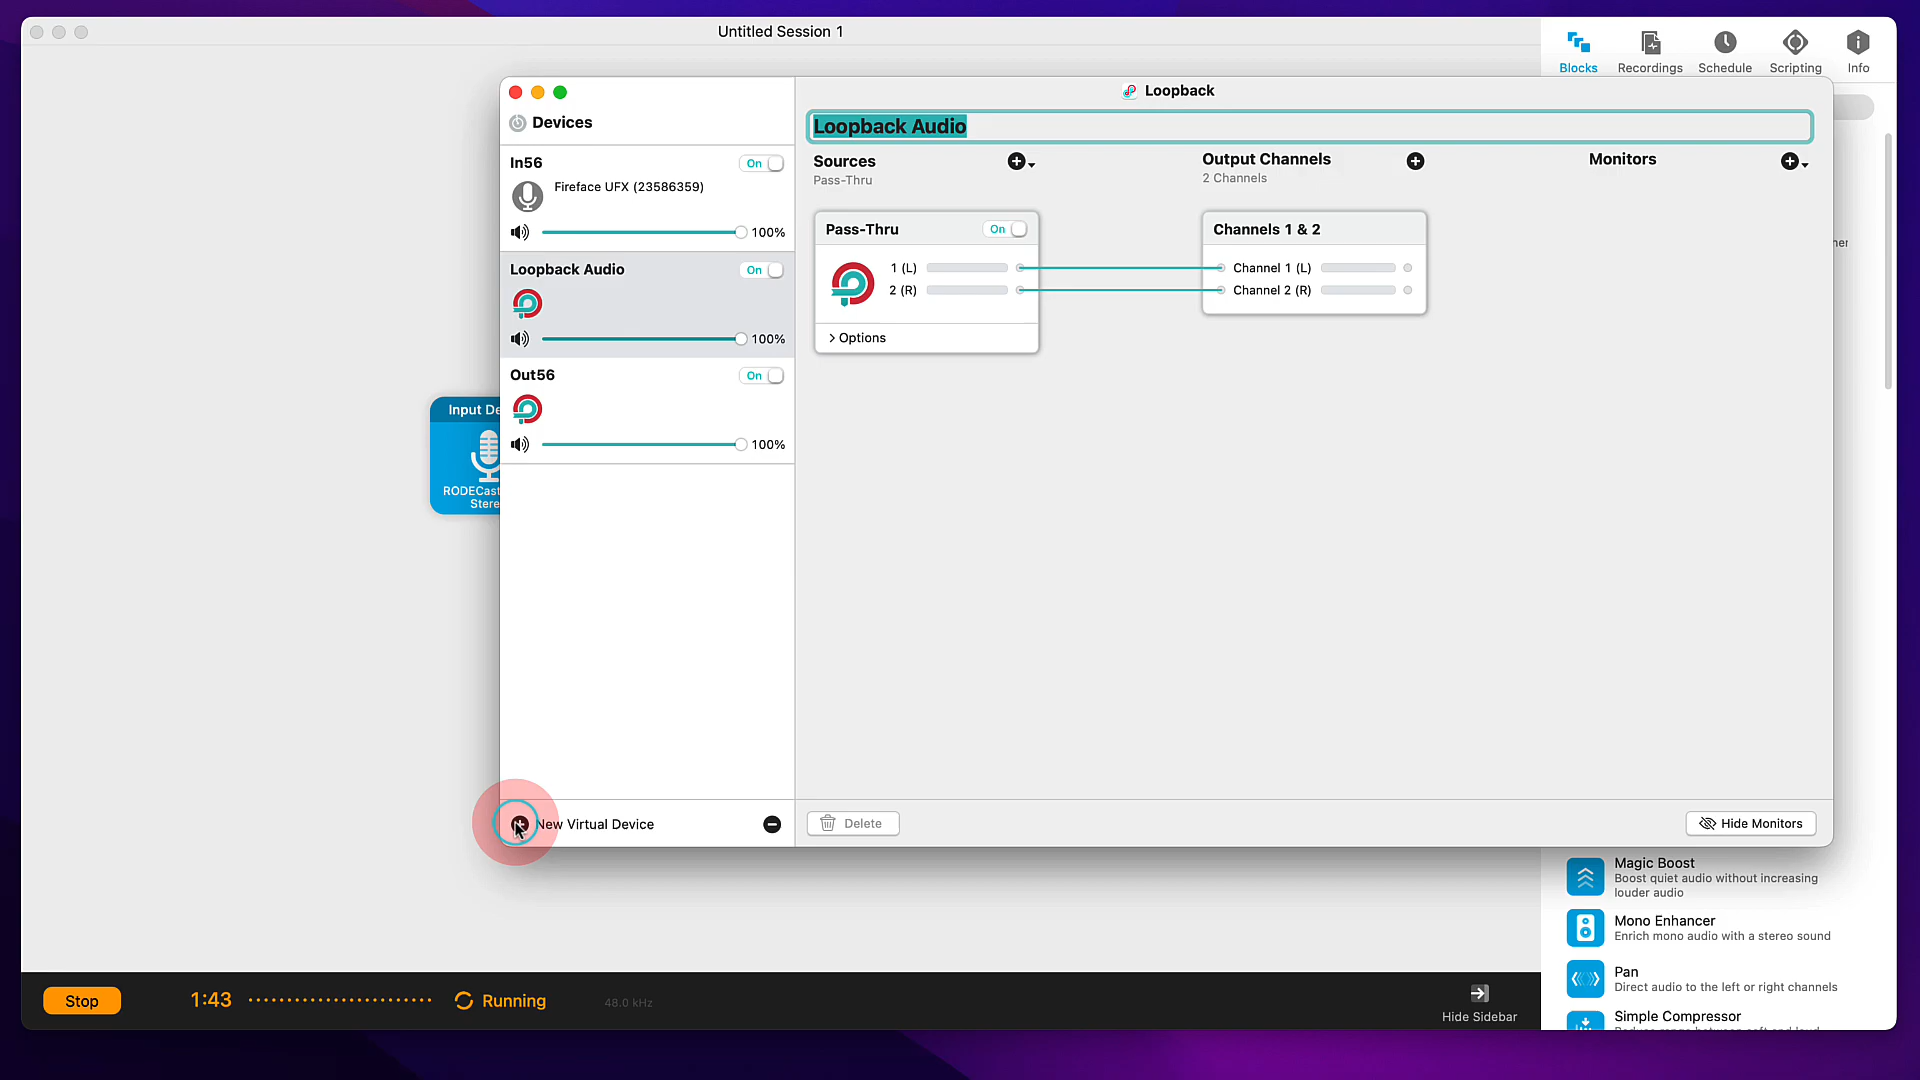 Untitled Session 1
Blocks
Recordings
Schedule
Scripting
Info
Loopback
Devices
Loopback Audio
In56
On
Fireface UFX (23586359)
100%
Loopback Audio
On
100%
Out56
On
100%
Sources
Pass-Thru
Output Channels
2 Channels
Monitors
Pass-Thru
On
1 (L)
2 (R)
Options
Channels 1 & 2
Channel 1 (L)
Channel 2 (R)
Input De
RODECast
Stere
her
New Virtual Device
Delete
Hide Monitors
Magic Boost
Boost quiet audio without increasing
louder audio
Mono Enhancer
Enrich mono audio with a stereo sound
Pan
Direct audio to the left or right channels
Simple Compressor
Stop
1:43
Running
48.0 kHz
Hide Sidebar